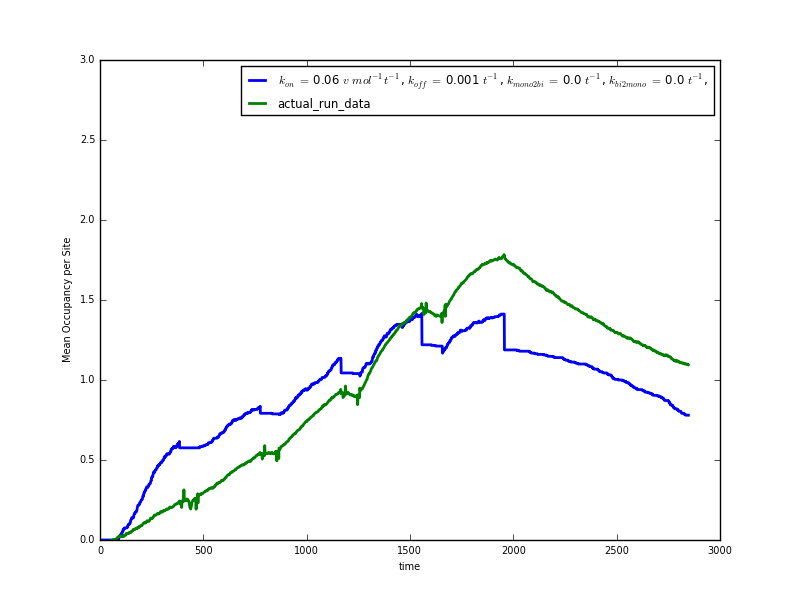 3.0
k_on = 0.06 v mol^−1 t^−1, k_off = 0.001 t^−1, k_mono2bi = 0.0 t^−1, k_bi2mono = 0.0 t^−1,
actual_run_data
2.5
2.0
1.5
1.0
0.5
0.0
Mean Occupancy per Site
0 500 1000 1500 2000 2500 3000
time